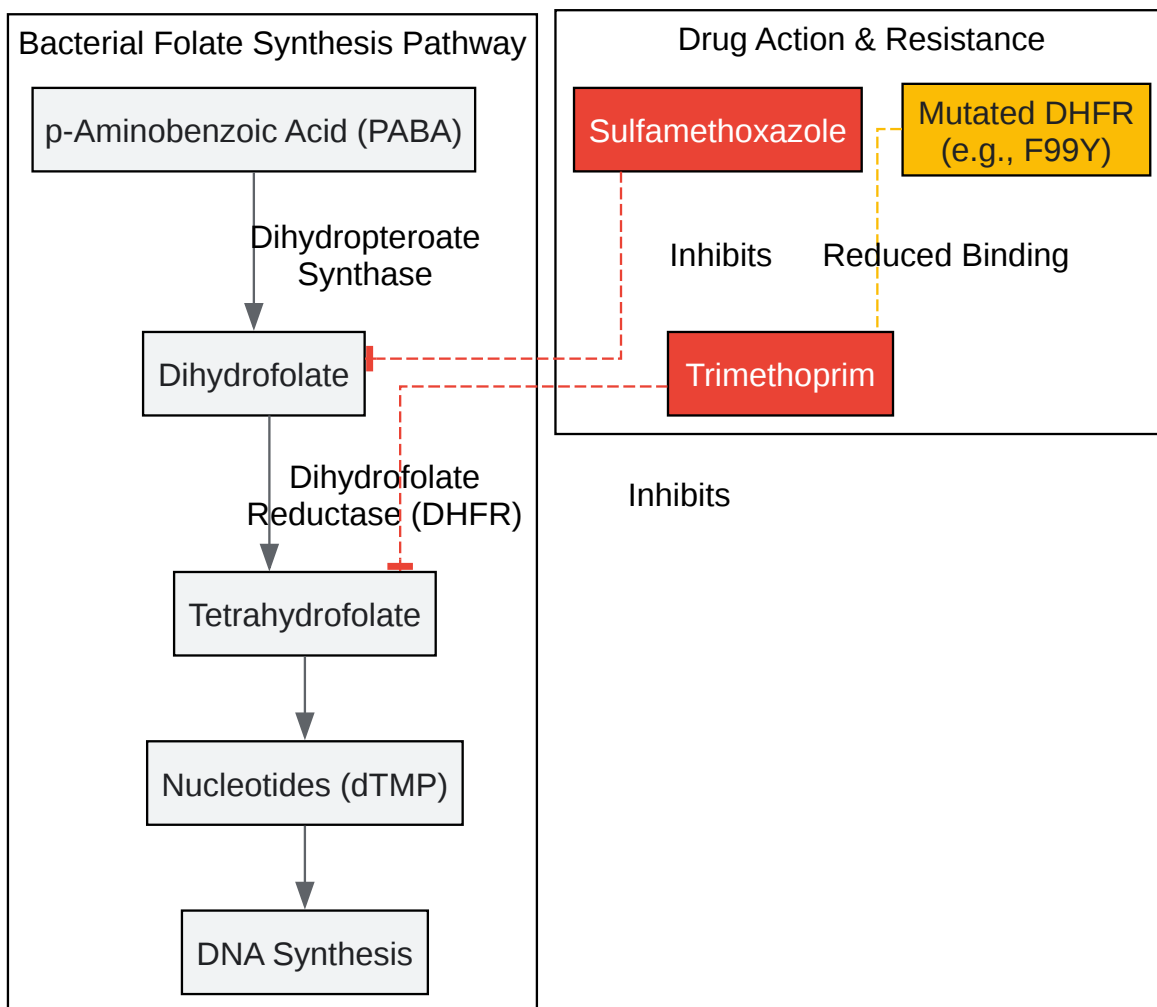 Bacterial Folate Synthesis Pathway
p-Aminobenzoic Acid (PABA)
Dihydropteroate
Synthase
Dihydrofolate
Dihydrofolate
Reductase (DHFR)
Tetrahydrofolate
Nucleotides (dTMP)
DNA Synthesis
Drug Action & Resistance
Sulfamethoxazole
Mutated DHFR
(e.g., F99Y)
Inhibits
Reduced Binding
Trimethoprim
Inhibits